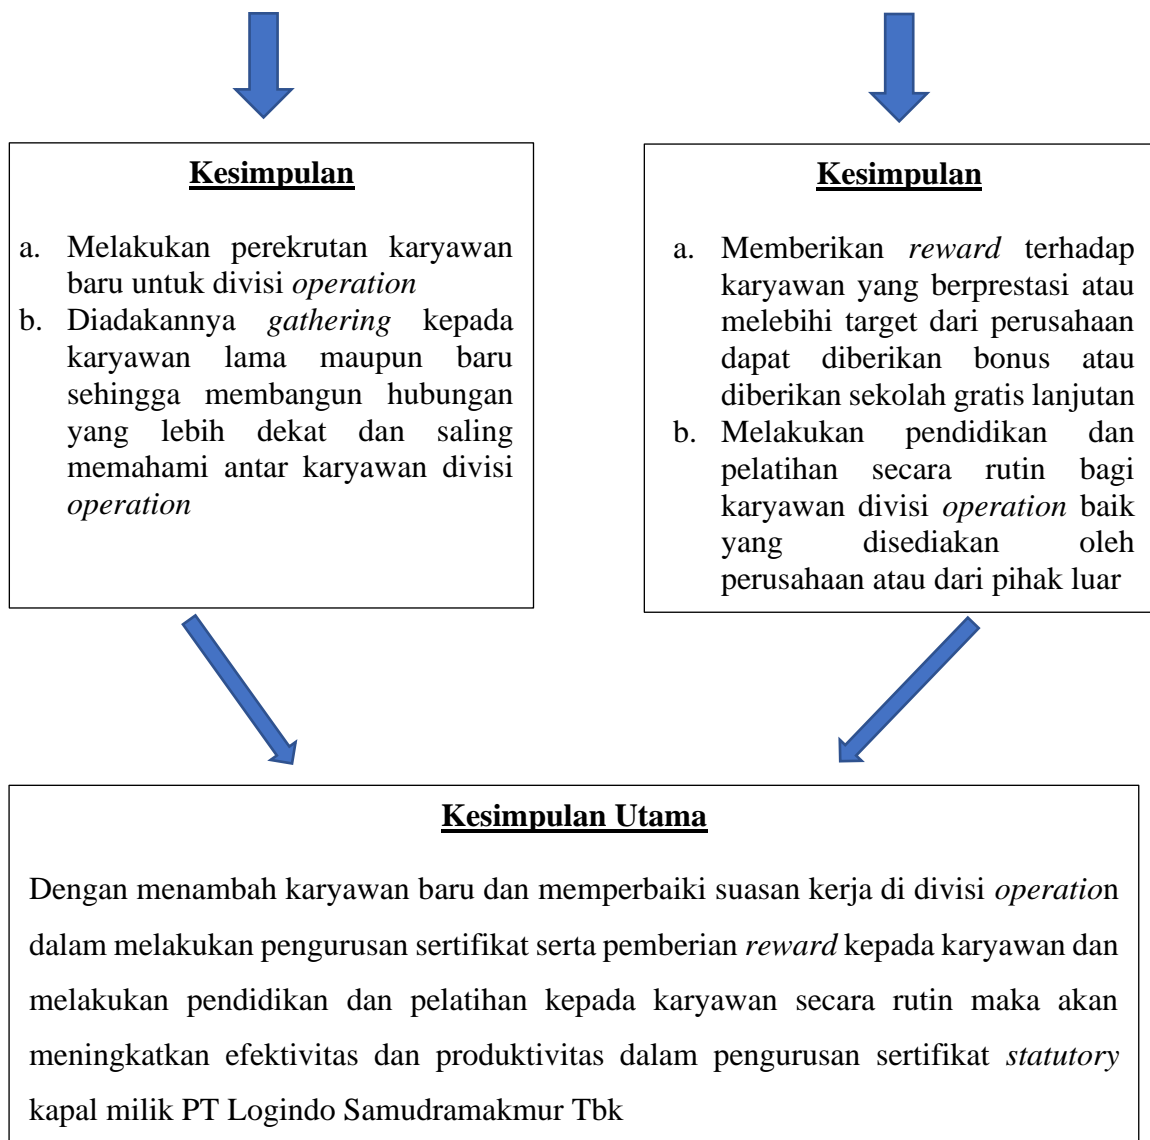 Kesimpulan
a. Melakukan perekrutan karyawan
baru untuk divisi operation
b. Diadakannya gathering kepada
karyawan lama maupun baru
sehingga membangun hubungan
yang lebih dekat dan saling
memahami antar karyawan divisi
operation
Kesimpulan
a. Memberikan reward terhadap
karyawan yang berprestasi atau
melebihi target dari perusahaan
dapat diberikan bonus atau
diberikan sekolah gratis lanjutan
b. Melakukan pendidikan dan
pelatihan secara rutin bagi
karyawan divisi operation baik
yang disediakan oleh
perusahaan atau dari pihak luar
Kesimpulan Utama
Dengan menambah karyawan baru dan memperbaiki suasan kerja di divisi operation
dalam melakukan pengurusan sertifikat serta pemberian reward kepada karyawan dan
melakukan pendidikan dan pelatihan kepada karyawan secara rutin maka akan
meningkatkan efektivitas dan produktivitas dalam pengurusan sertifikat statutory
kapal milik PT Logindo Samudramakmur Tbk